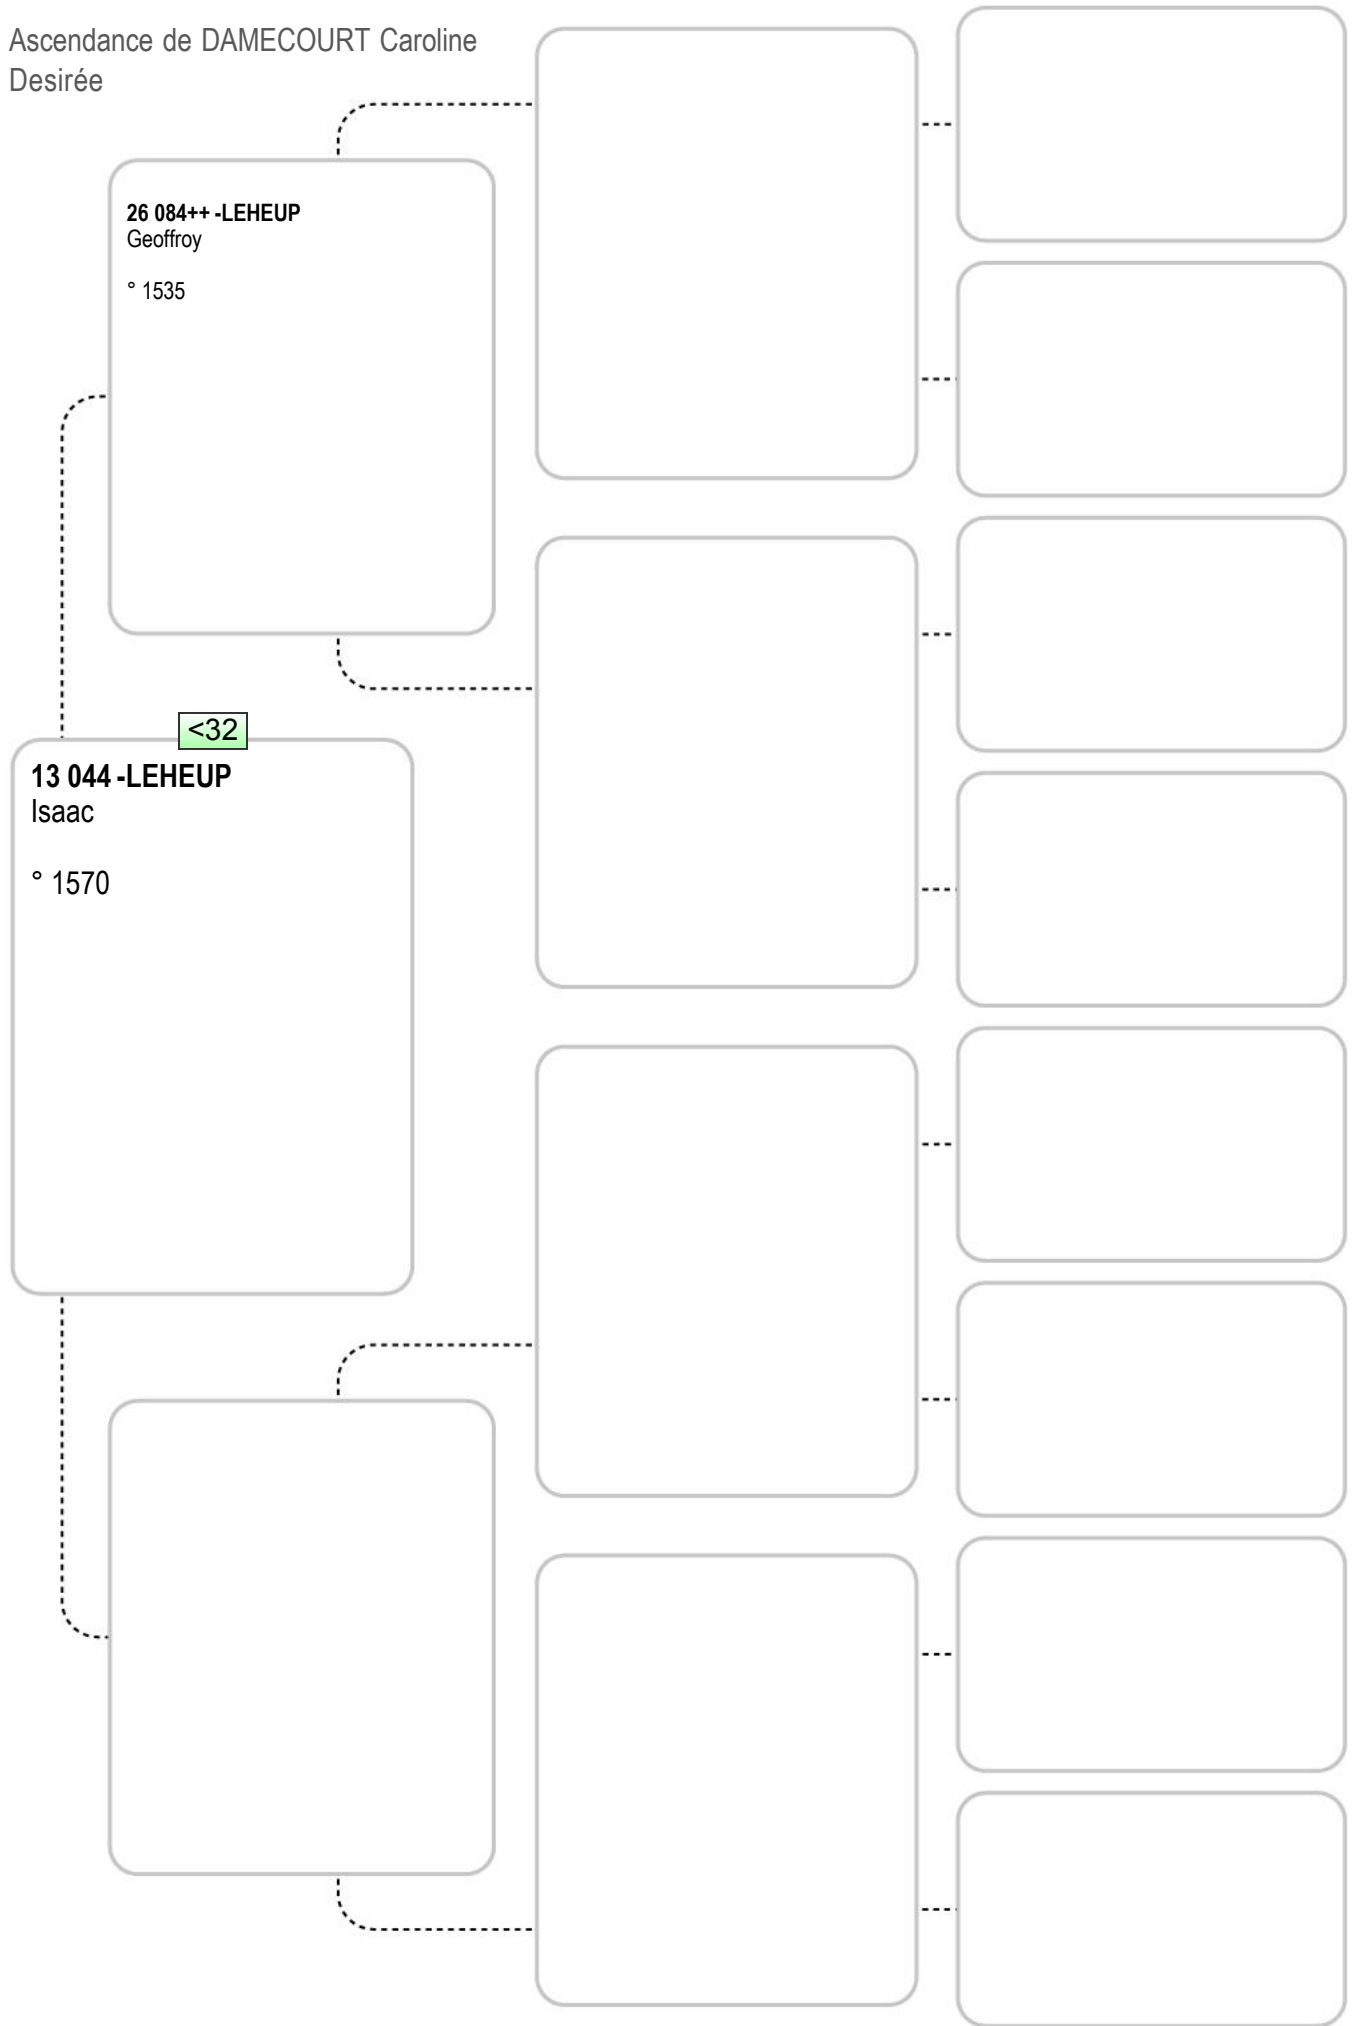 Ascendance de DAMECOURT Caroline
Desirée
26 084++ -LEHEUP
Geoffroy
° 1535
<32
13 044 -LEHEUP
Isaac
° 1570